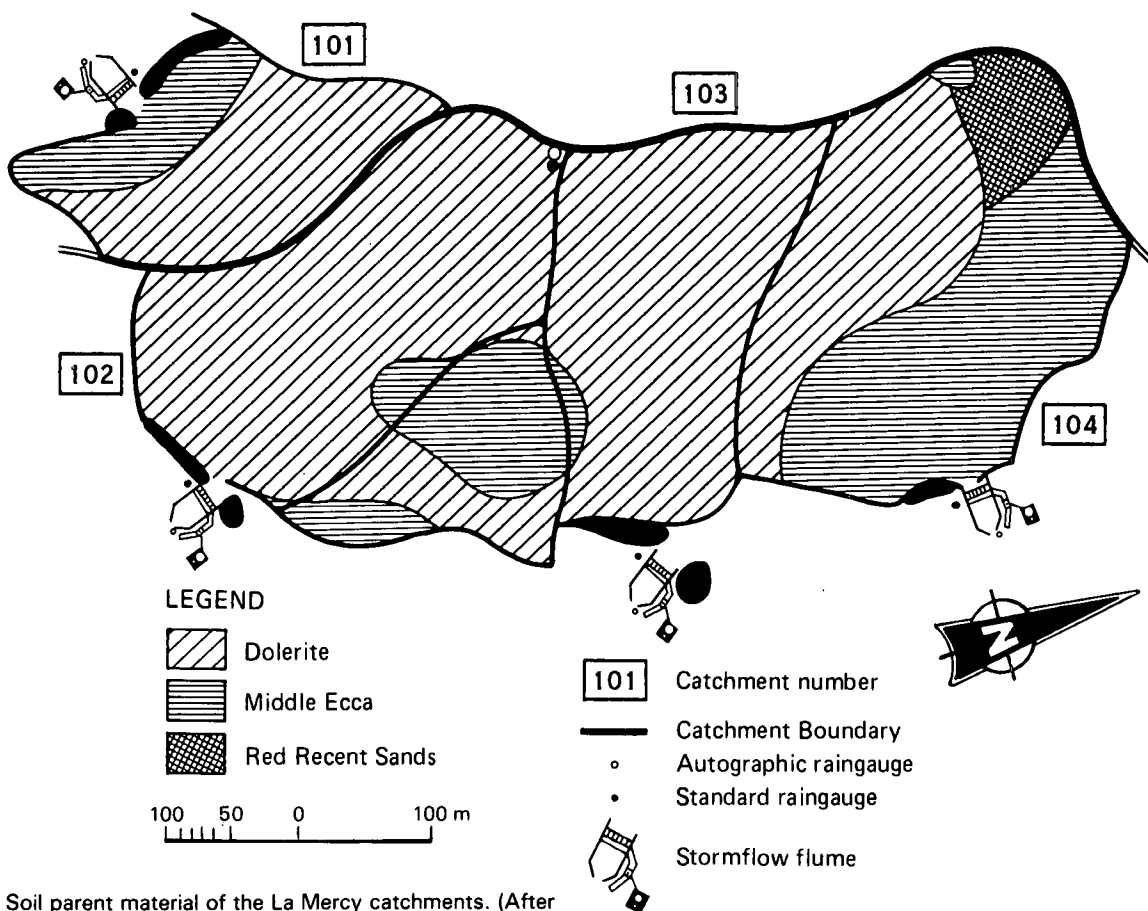 101
103
102
104
LEGEND
Dolerite
Middle Ecca
Red Recent Sands
100 50 0 100 m
N
101 Catchment number
Catchment Boundary
Autographic raingauge
Standard raingauge
Stormflow flume
Soil parent material of the La Mercy catchments. (After